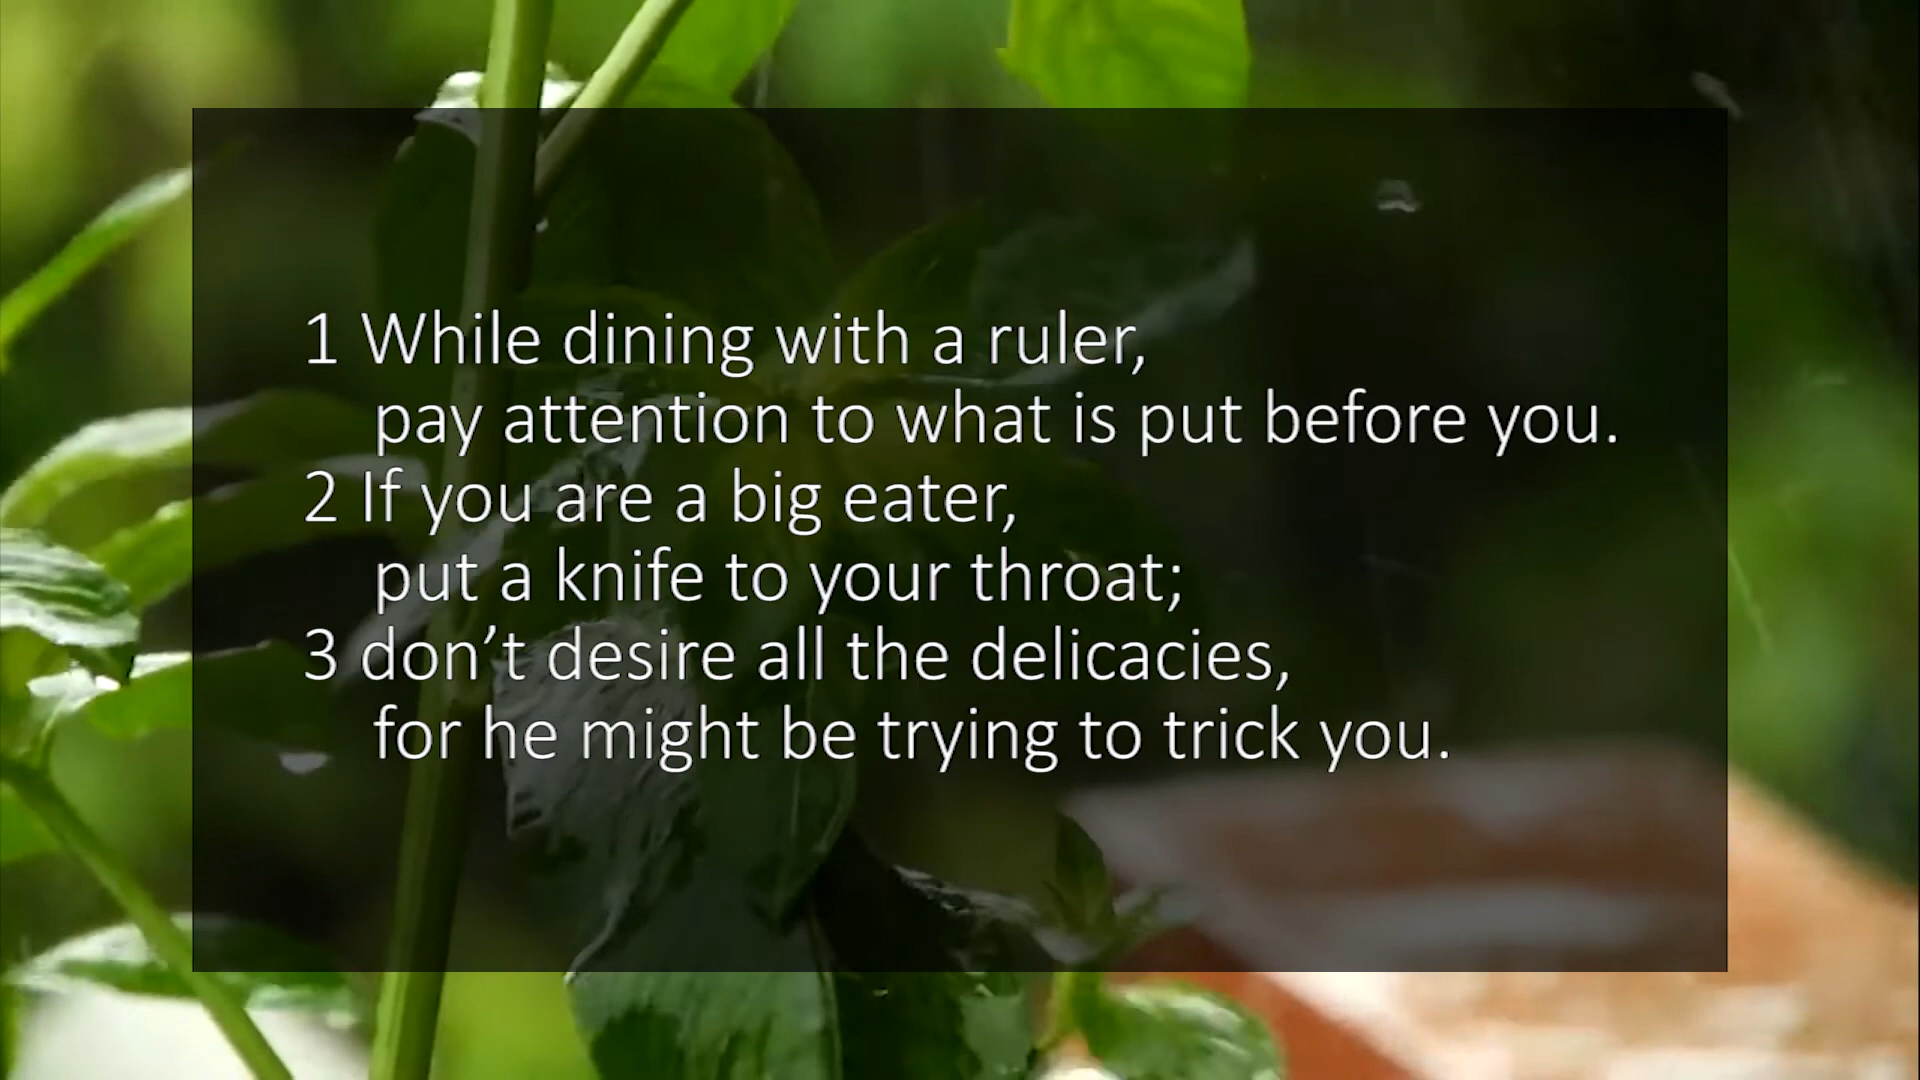 1 While dining with a ruler,
pay attention to what is put before you.
2 If you are a big eater,
put a knife to your throat;
3 don’t desire all the delicacies,
for he might be trying to trick you.